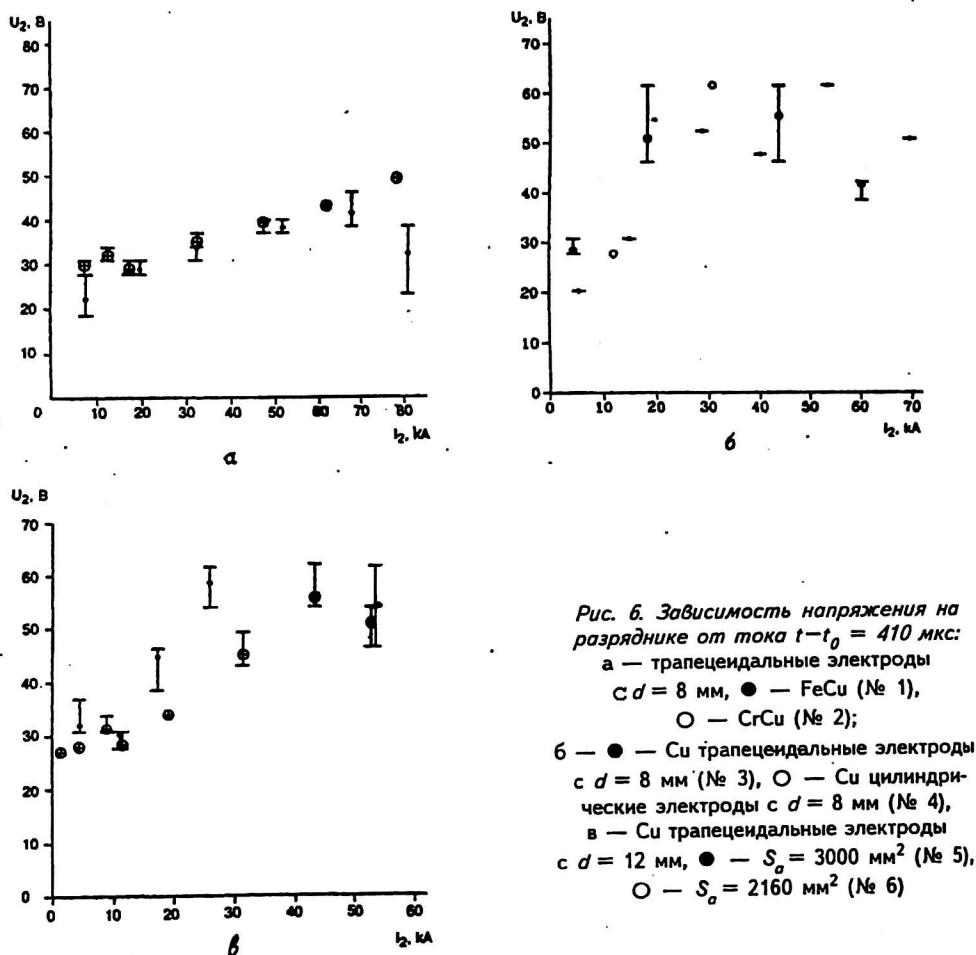 U₂, В
80
70
60
50
40
30
20
10
0
10 20 30 40 50 60 70 80
I₂, kA
а
U₂, В
70
60
50
40
30
20
10
0
0 10 20 30 40 50 60 70
I₂, kA
б
U₂, В
70
60
50
40
30
20
10
0
0 10 20 30 40 50 60
I₂, kA
в
Рис. 6. Зависимость напряжения на
разряднике от тока t−t₀ = 410 мкс:
а — трапецеидальные электроды
с d = 8 мм, ● — FeCu (№ 1),
○ — CrCu (№ 2);
б — ● — Cu трапецеидальные электроды
с d = 8 мм (№ 3), ○ — Cu цилиндри-
ческие электроды с d = 8 мм (№ 4),
в — Cu трапецеидальные электроды
с d = 12 мм, ● — Sₐ = 3000 мм² (№ 5),
○ — Sₐ = 2160 мм² (№ 6)